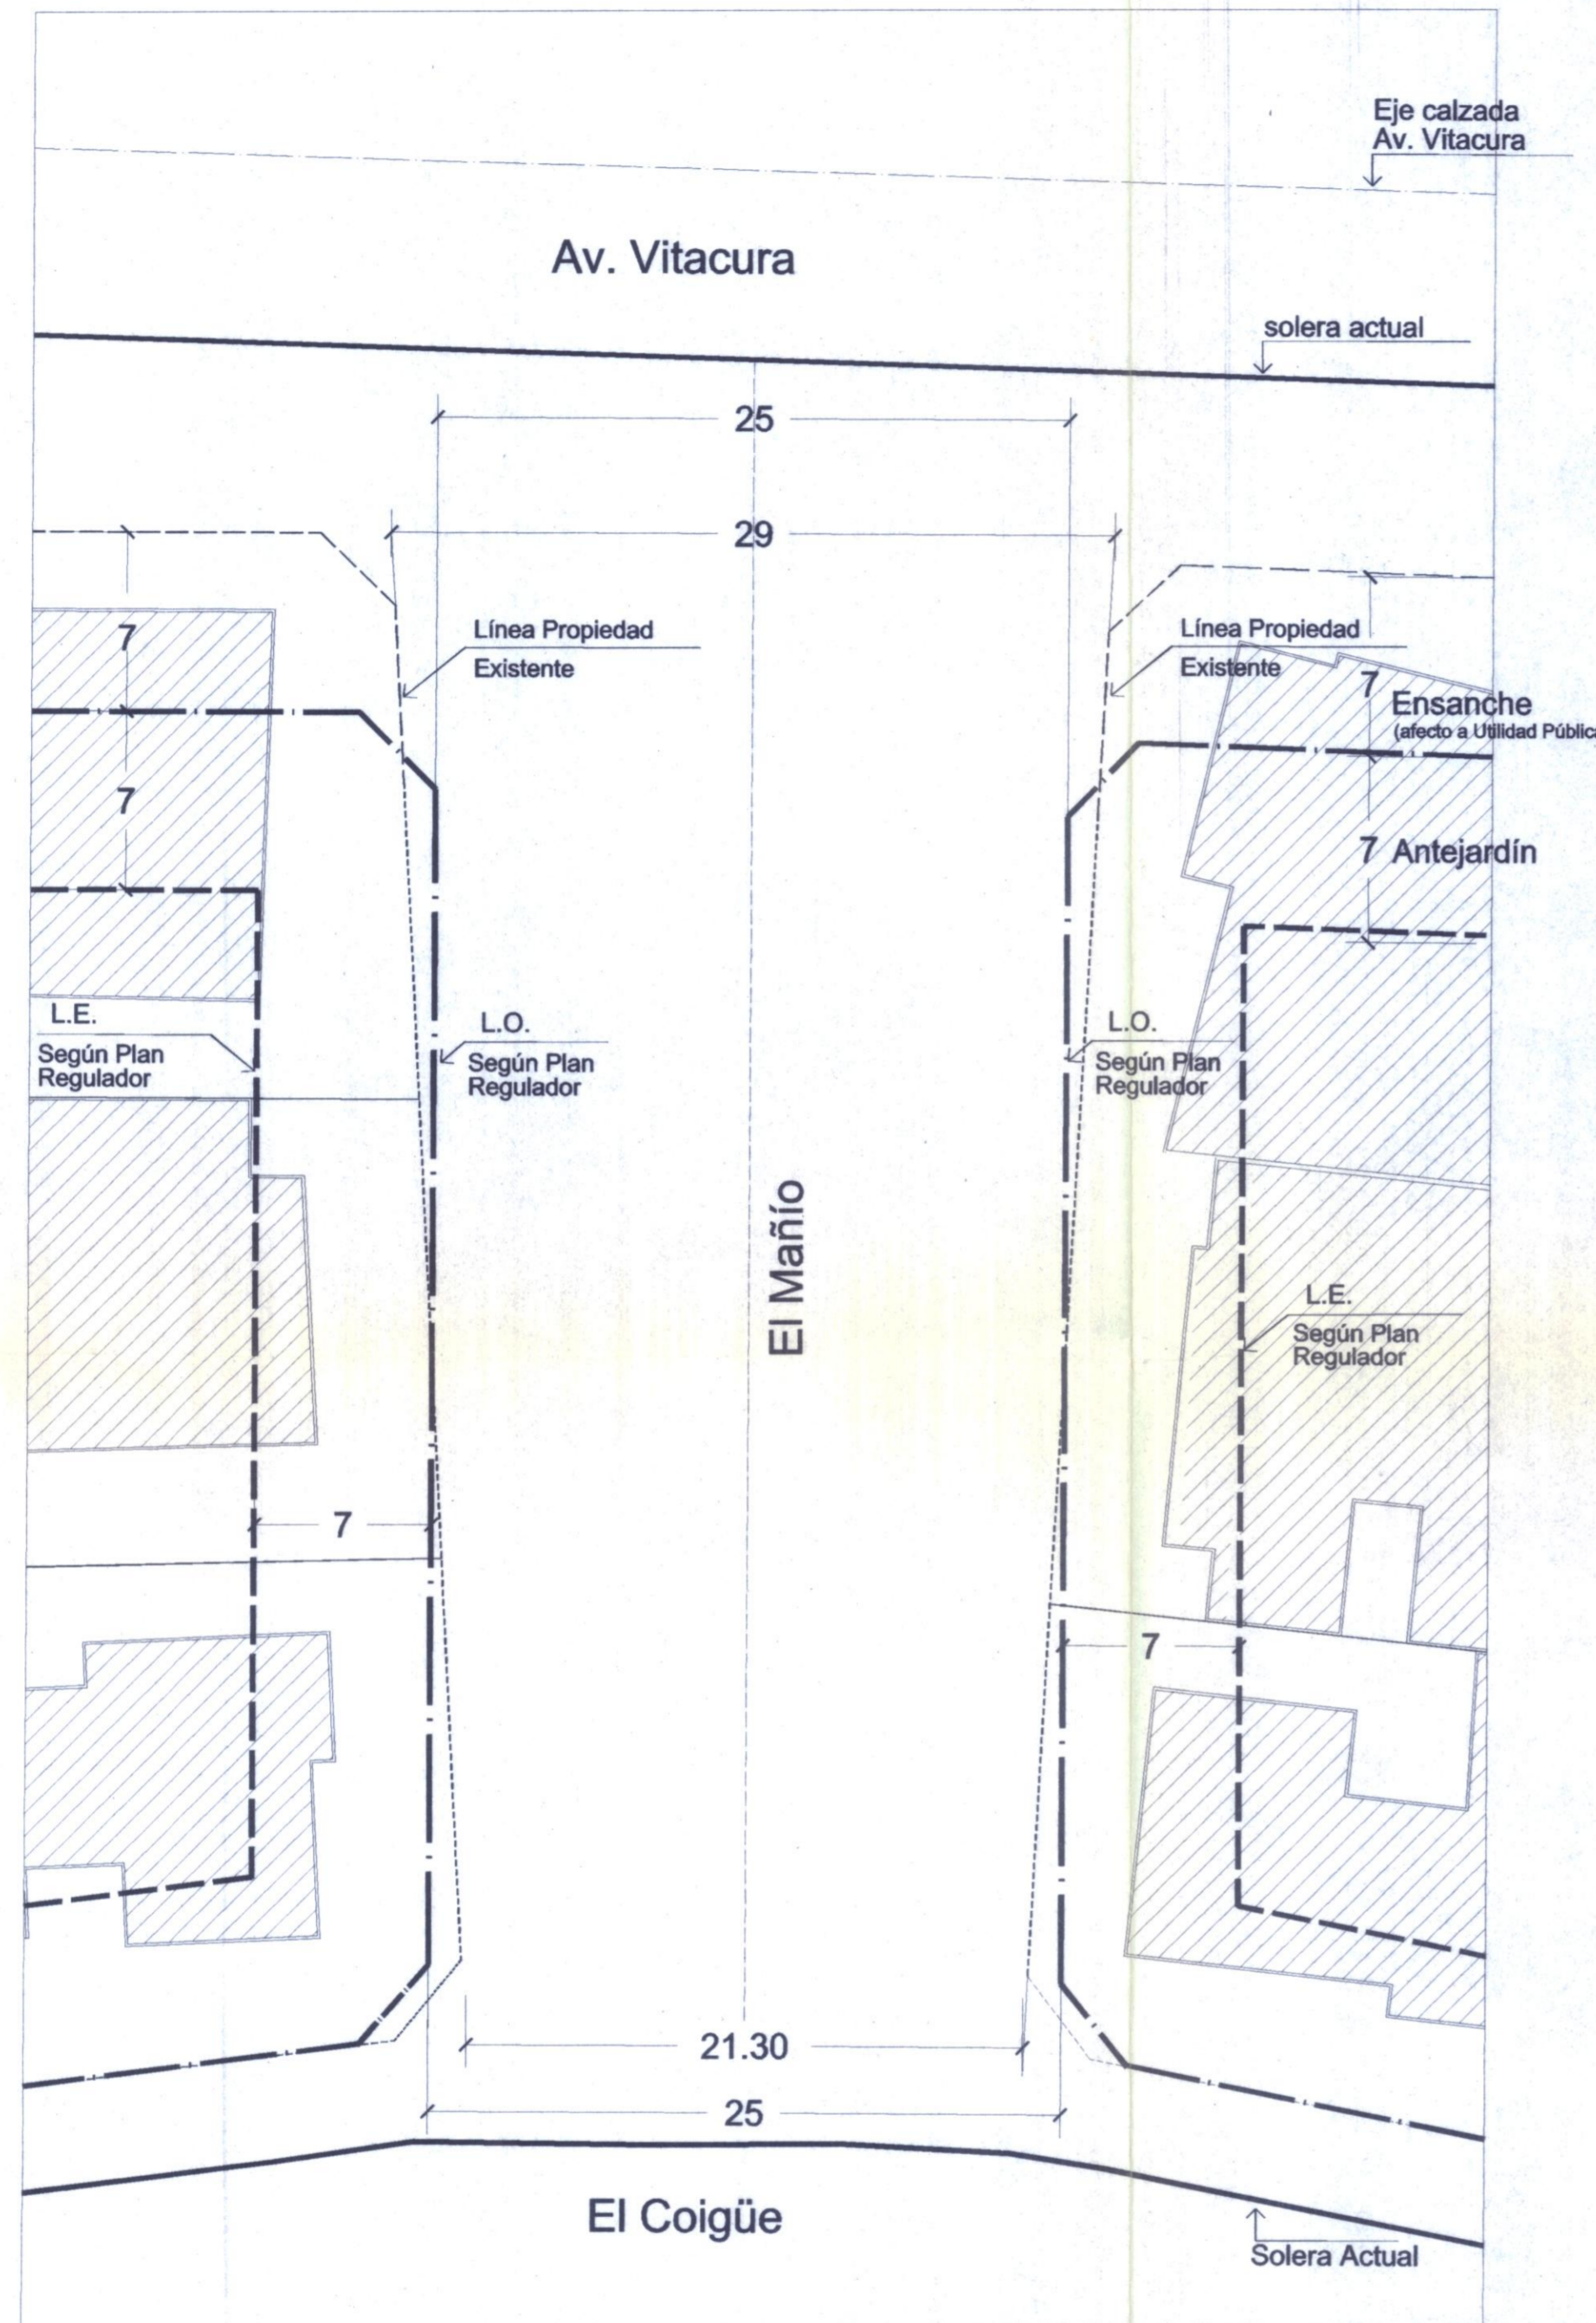 Eje calzada
Av. Vitacura
Av. Vitacura
solera actual
25
29
Línea Propiedad
Existente
Línea Propiedad
Existente
7
7
Ensanche
(afecto a Utilidad Públic
7
7 Antejardín
L.E.
Según Plan
Regulador
L.O.
Según Plan
Regulador
L.O.
Según Plan
Regulador
El Mañío
L.E.
Según Plan
Regulador
7
7
21.30
25
El Coigüe
Solera Actual